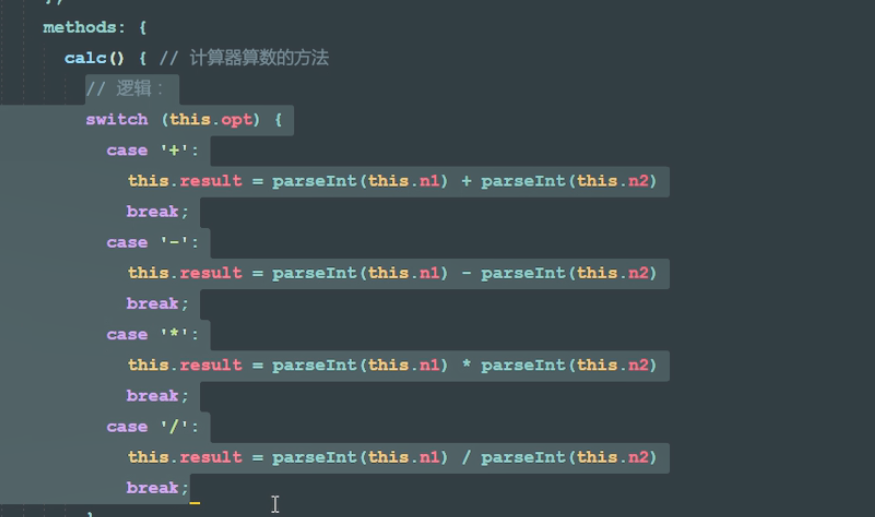 methods: {
calc() { // 计算器算数的方法
// 逻辑：
switch (this.opt) {
case '+':
this.result = parseInt(this.n1) + parseInt(this.n2)
break;
case '-':
this.result = parseInt(this.n1) - parseInt(this.n2)
break;
case '*':
this.result = parseInt(this.n1) * parseInt(this.n2)
break;
case '/':
this.result = parseInt(this.n1) / parseInt(this.n2)
break;